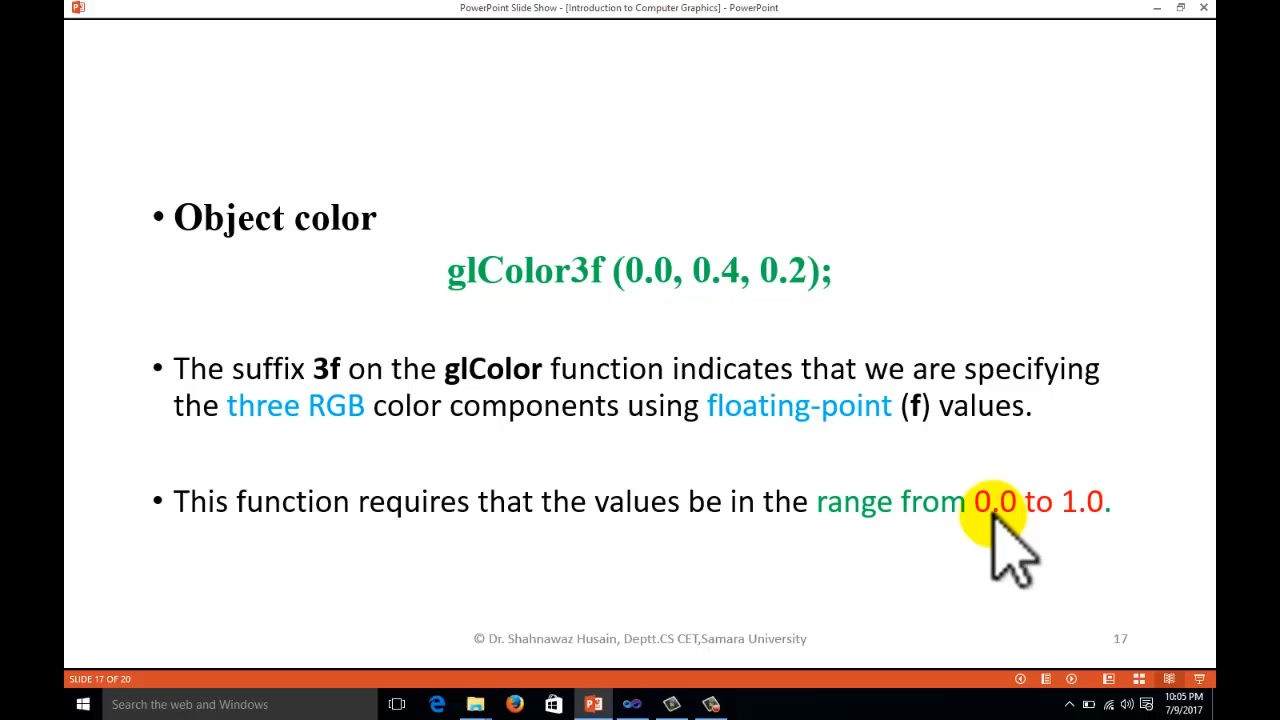 PowerPoint Slide Show - [Introduction to Computer Graphics] - PowerPoint
• Object color
glColor3f (0.0, 0.4, 0.2);
• The suffix 3f on the glColor function indicates that we are specifying
the three RGB color components using floating-point (f) values.
• This function requires that the values be in the range from 0.0 to 1.0.
© Dr. Shahnawaz Husain, Deptt.CS CET,Samara University
17
SLIDE 17 OF 20
Search the web and Windows
10:05 PM
7/9/2017